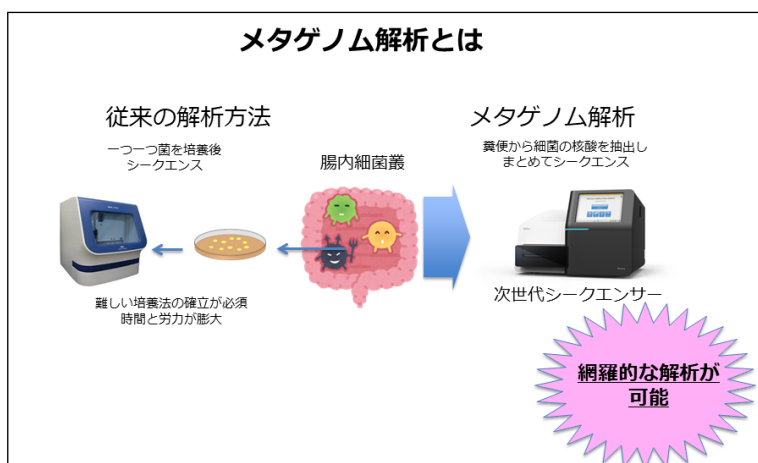 メタゲノム解析とは
従来の解析方法
一つ一つ菌を培養後
シークエンス
難しい培養法の確立が必須
時間と労力が膨大
腸内細菌叢
メタゲノム解析
糞便から細菌の核酸を抽出し
まとめてシークエンス
次世代シークエンサー
網羅的な解析が
可能